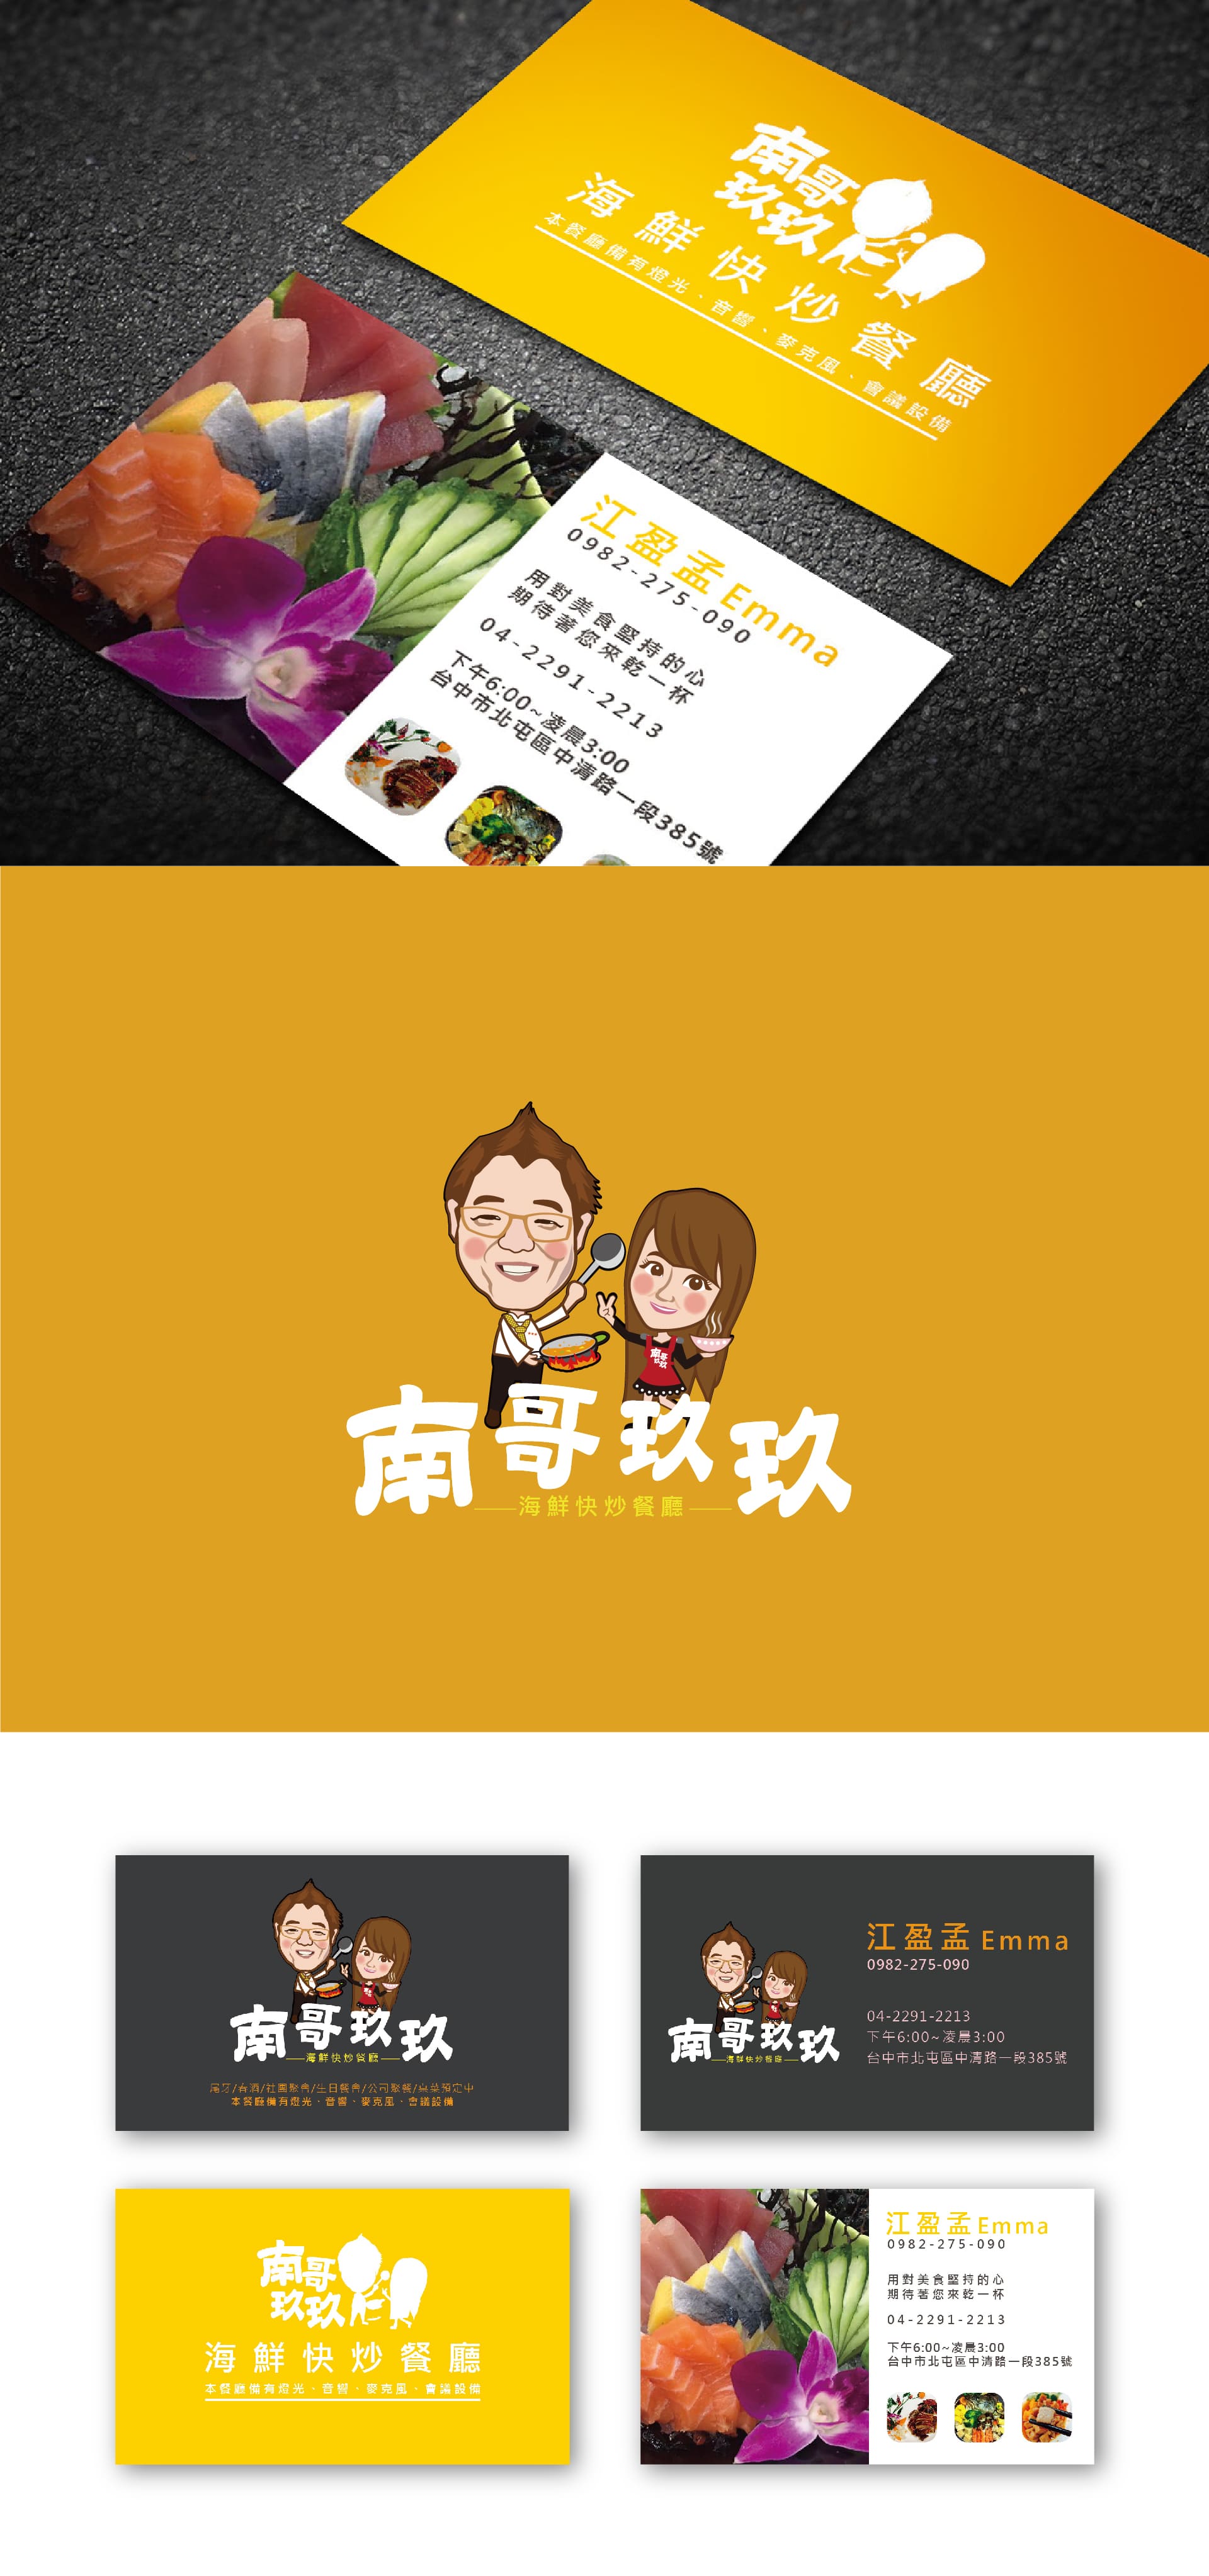 南哥
玖玖
海鮮快炒餐廳
本餐廳備有燈光、音響、麥克風、會議設備
江盈孟 Emma
0982-275-090
用對美食堅持的心
期待著您來乾一杯
04-2291-2213
下午6:00~凌晨3:00
台中市北屯區中清路一段385號
南哥玖玖
南哥玖玖
海鮮快炒餐廳
南哥玖玖
海鮮快炒餐廳
尾牙/春酒/社團聚會/生日餐會/公司聚餐/桌菜預定中
本餐廳備有燈光、音響、麥克風、會議設備
南哥玖玖
海鮮快炒餐廳
江盈孟 Emma
0982-275-090
04-2291-2213
下午6:00~凌晨3:00
台中市北屯區中清路一段385號
南哥
玖玖
海鮮快炒餐廳
本餐廳備有燈光、音響、麥克風、會議設備
江盈孟 Emma
0982-275-090
用對美食堅持的心
期待著您來乾一杯
04-2291-2213
下午6:00~凌晨3:00
台中市北屯區中清路一段385號